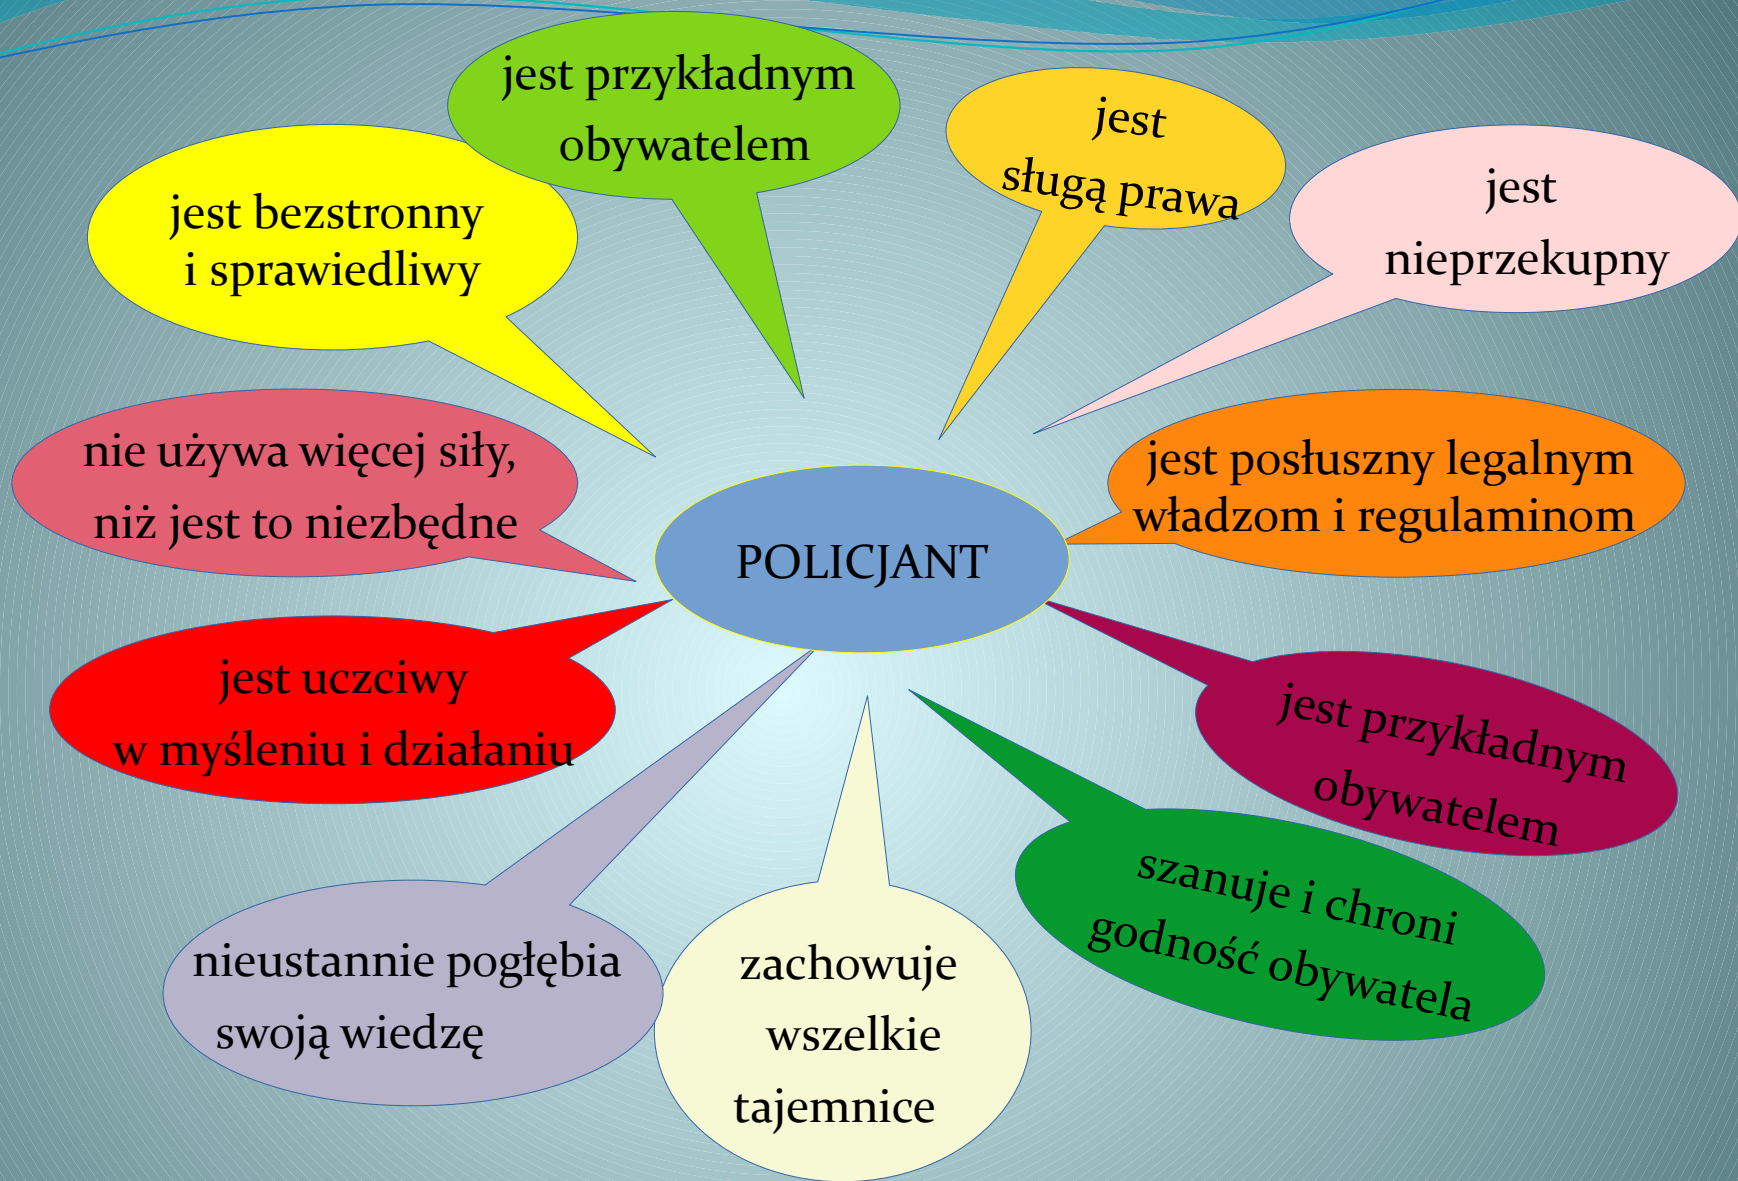 jest przykładnym
obywatelem
jest
sługą prawa
jest
nieprzekupny
jest bezstronny
i sprawiedliwy
nie używa więcej siły,
niż jest to niezbędne
jest posłuszny legalnym
władzom i regulaminom
POLICJANT
jest uczciwy
w myśleniu i działaniu
jest przykładnym
obywatelem
szanuje i chroni
godność obywatela
nieustannie pogłębia
swoją wiedzę
zachowuje
wszelkie
tajemnice